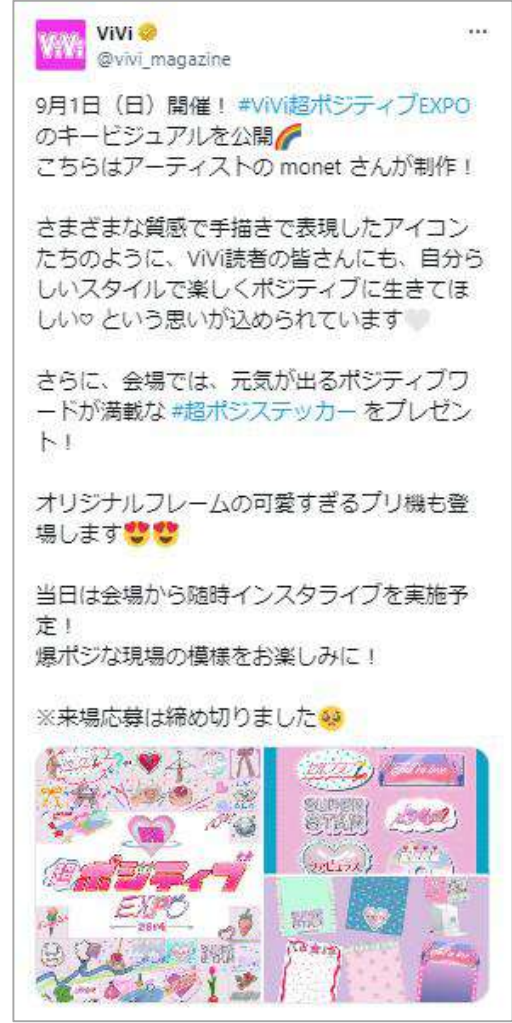 ViVi
ViVi
@vivi_magazine
9月1日（日）開催！ #ViVi超ポジティブEXPO
のキービジュアルを公開🌈
こちらはアーティストの monet さんが制作！
さまざまな質感で手描きで表現したアイコン
たちのように、ViVi読者の皆さんにも、自分ら
しいスタイルで楽しくポジティブに生きてほ
しい♡ という思いが込められています🤍
さらに、会場では、元気が出るポジティブワ
ードが満載な #超ポジステッカー をプレゼン
ト！
オリジナルフレームの可愛すぎるプリ機も登
場します😍😍
当日は会場から随時インスタライブを実施予
定！
爆ポジな現場の模様をお楽しみに！
※来場応募は締め切りました🥺
超ポジティブ
EXPO
2024
SUPER
STAR
ファビュラス